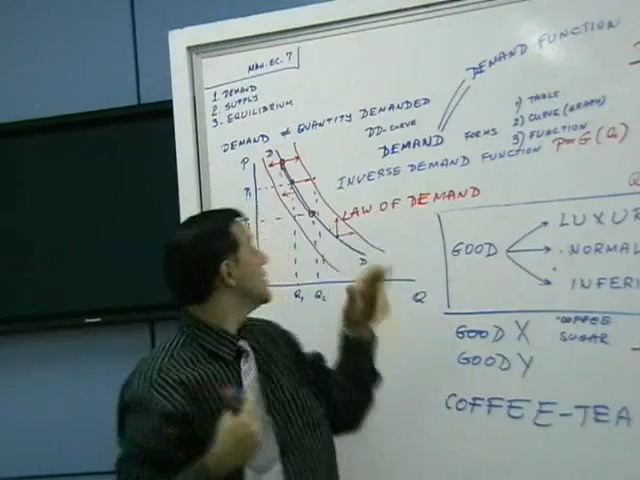 MAN. EC. 7
1. DEMAND
2. SUPPLY
3. EQUILIBRIUM
DEMAND ≠ QUANTITY DEMANDED
DD-CURVE
DEMAND FUNCTION
DEMAND FORMS
1) TABLE
2) CURVE (GRAPH)
3) FUNCTION
INVERSE DEMAND FUNCTION P=G(Q)
LAW OF DEMAND
P
D
D
Q₁ Q₂ Q
GOOD
LUXUR
NORMAL
INFERI
GOOD X COFFEE
GOOD Y SUGAR
COFFEE-TEA